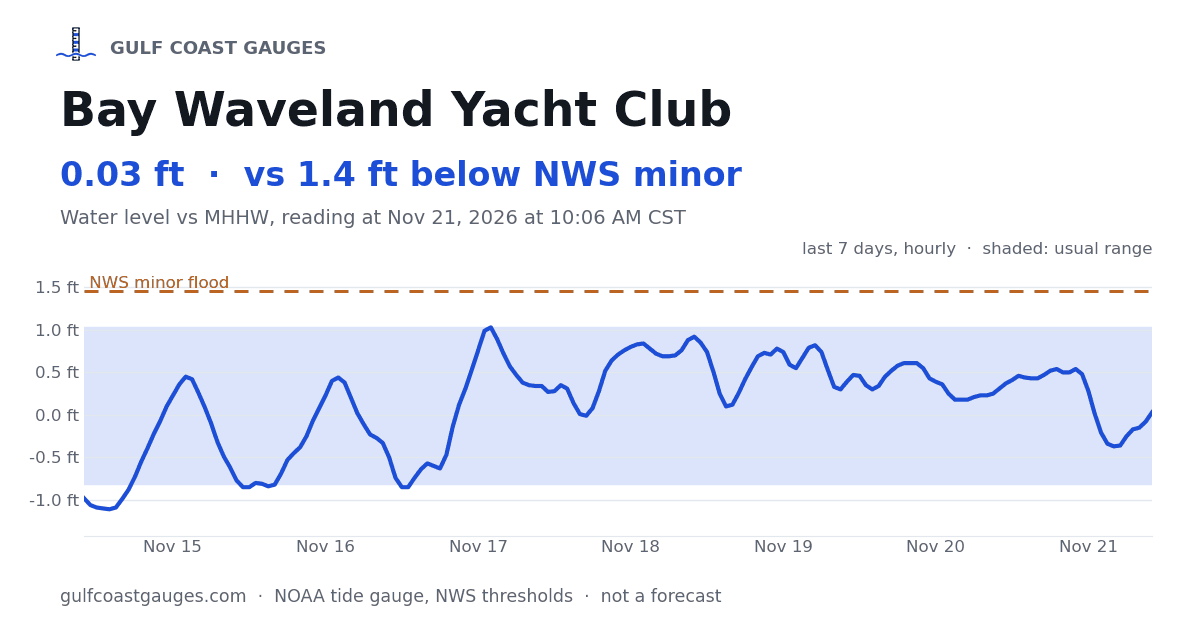 GULF COAST GAUGES
Bay Waveland Yacht Club
0.03 ft · vs 1.4 ft below NWS minor
Water level vs MHHW, reading at Nov 21, 2026 at 10:06 AM CST
last 7 days, hourly · shaded: usual range
NWS minor flood
1.5 ft
1.0 ft
0.5 ft
0.0 ft
-0.5 ft
-1.0 ft
Nov 15 Nov 16 Nov 17 Nov 18 Nov 19 Nov 20 Nov 21
gulfcoastgauges.com · NOAA tide gauge, NWS thresholds · not a forecast